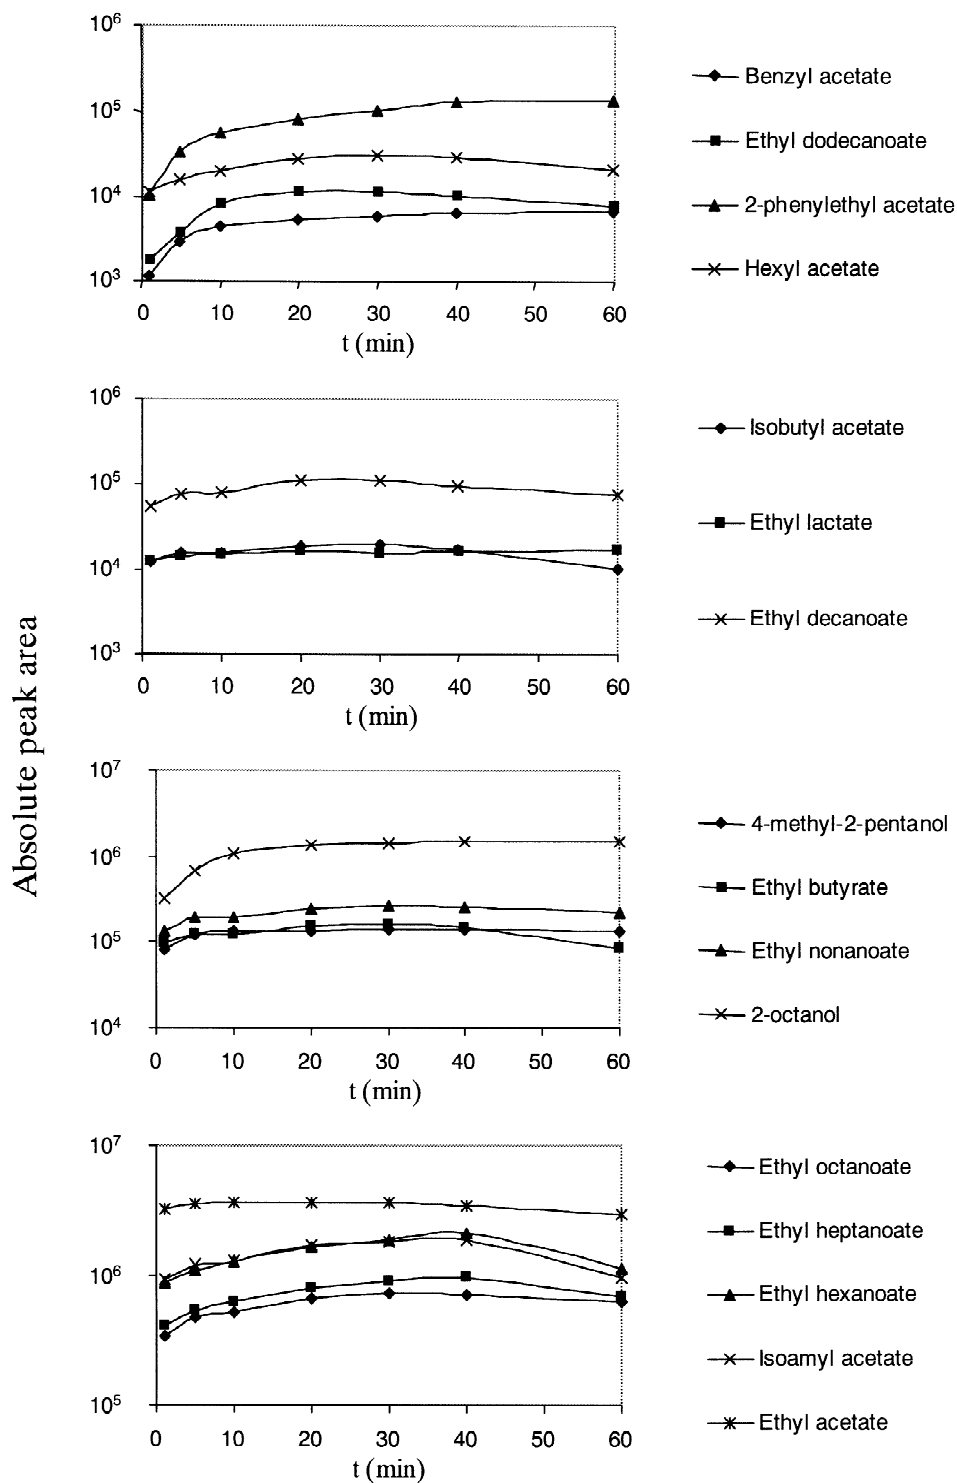 Absolute peak area
10⁶
10⁵
10⁴
10³
0 10 20 30 40 50 60
t (min)
Benzyl acetate
Ethyl dodecanoate
2-phenylethyl acetate
Hexyl acetate
10⁶
10⁵
10⁴
10³
0 10 20 30 40 50 60
t (min)
Isobutyl acetate
Ethyl lactate
Ethyl decanoate
10⁷
10⁶
10⁵
10⁴
0 10 20 30 40 50 60
t (min)
4-methyl-2-pentanol
Ethyl butyrate
Ethyl nonanoate
2-octanol
10⁷
10⁶
10⁵
0 10 20 30 40 50 60
t (min)
Ethyl octanoate
Ethyl heptanoate
Ethyl hexanoate
Isoamyl acetate
Ethyl acetate